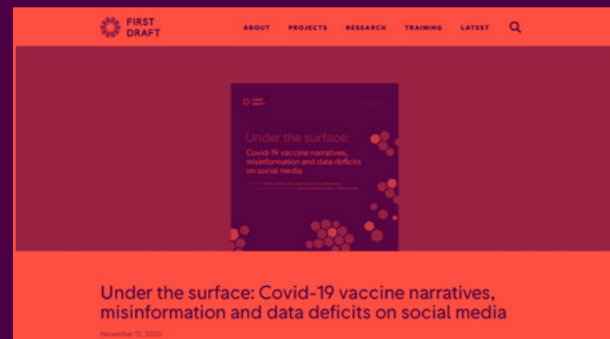 FIRST
DRAFT
ABOUT PROJECTS RESEARCH TRAINING LATEST
FIRST
DRAFT
Under the surface:
Covid-19 vaccine narratives,
misinformation and data deficits
on social media
Under the surface: Covid-19 vaccine narratives,
misinformation and data deficits on social media
November 12, 2020